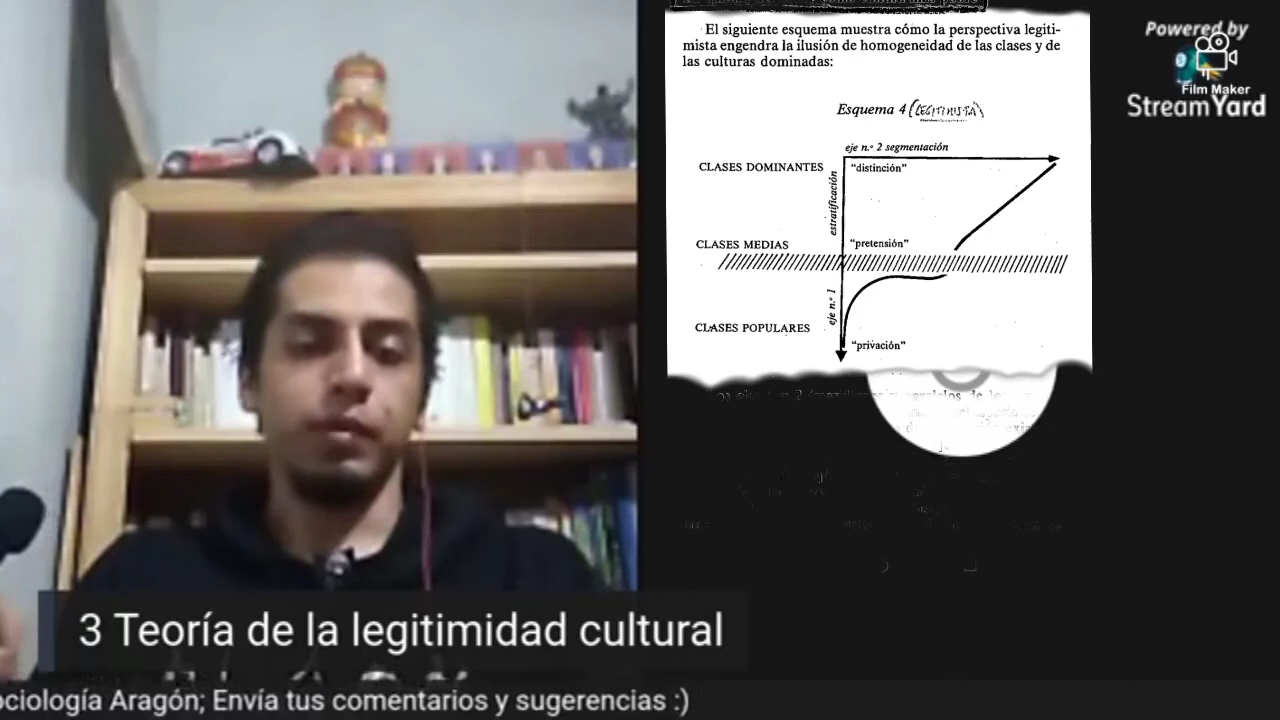 El siguiente esquema muestra cómo la perspectiva legiti-
mista engendra la ilusión de homogeneidad de las clases y de
las culturas dominadas:
Esquema 4 (LEGITIMISTA)
eje n.º 2 segmentación
CLASES DOMINANTES
"distinción"
estratificación
CLASES MEDIAS
"pretensión"
eje n.º 1
CLASES POPULARES
"privación"
Powered by
Film Maker
StreamYard
3 Teoría de la legitimidad cultural
ociología Aragón; Envía tus comentarios y sugerencias :)